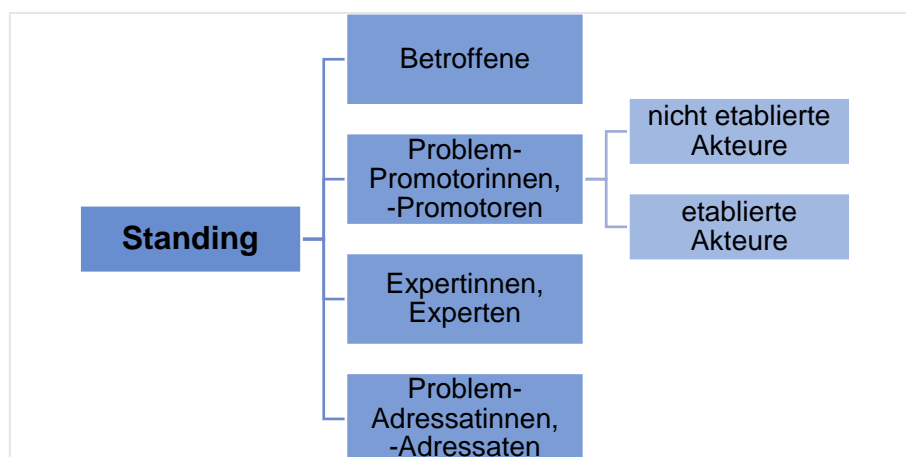 Betroffene
nicht etablierte
Akteure
Problem-
Promotorinnen,
-Promotoren
etablierte
Akteure
Standing
Expertinnen,
Experten
Problem-
Adressatinnen,
-Adressaten